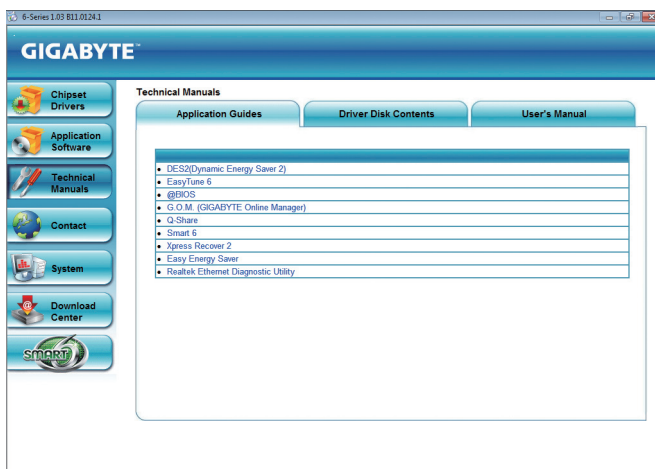 6-Series 1.03 B11.0124.1
GIGABYTE™
Chipset
Drivers
Application
Software
Technical
Manuals
Contact
System
Download
Center
SMART6
Technical Manuals
Application Guides
Driver Disk Contents
User's Manual
• DES2(Dynamic Energy Saver 2)
• EasyTune 6
• @BIOS
• G.O.M. (GIGABYTE Online Manager)
• Q-Share
• Smart 6
• Xpress Recover 2
• Easy Energy Saver
• Realtek Ethernet Diagnostic Utility